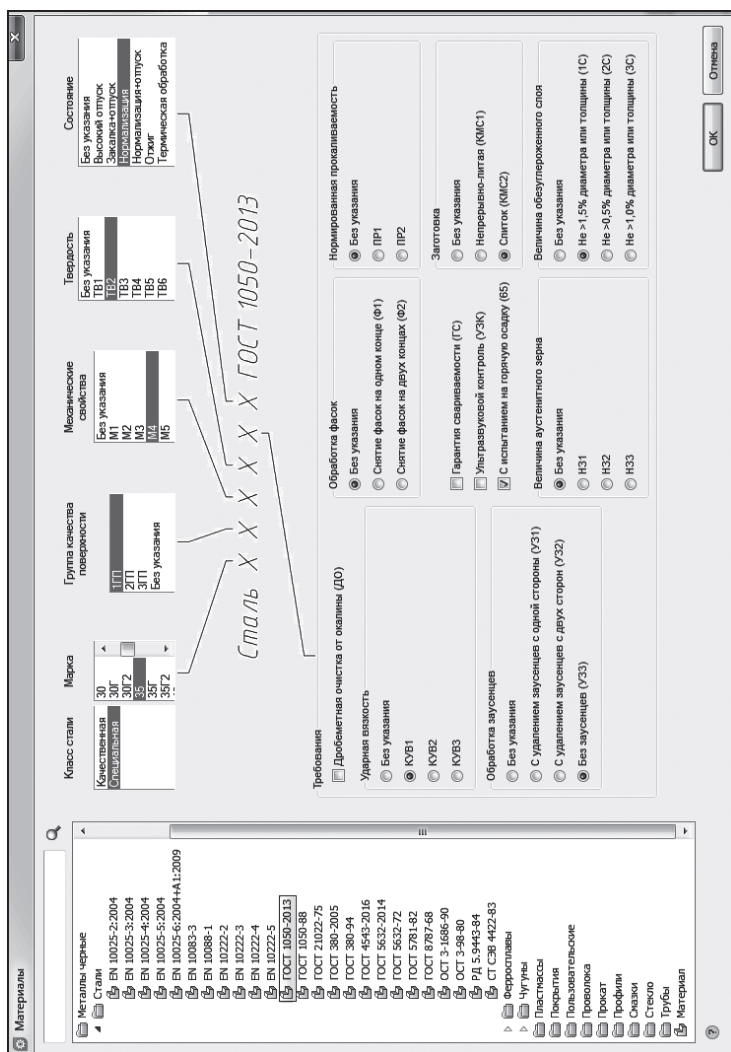 Материалы
X
Металлы черные
Стали
EN 10025-2:2004
EN 10025-3:2004
EN 10025-4:2004
EN 10025-5:2004
EN 10025-6:2004+A1:2009
EN 10083-3
EN 10088-1
EN 10222-2
EN 10222-3
EN 10222-4
EN 10222-5
ГОСТ 1050-2013
ГОСТ 1050-88
ГОСТ 21022-75
ГОСТ 380-2005
ГОСТ 380-94
ГОСТ 4543-2016
ГОСТ 5632-2014
ГОСТ 5632-72
ГОСТ 5781-82
ГОСТ 8787-68
ОСТ 3-1686-90
ОСТ 3-98-80
РД 5.9443-84
СТ СЭВ 4422-83
Ферросплавы
Чугуны
Пластмассы
Покрытия
Пользовательские
Проволока
Прокат
Профили
Смазки
Стекло
Трубы
Материал
?
Класс стали
Качественная
Специальная
Марка
30
30Г
30Г2
35
35Г
35Г2
Группа качества
поверхности
1ГП
2ГП
3ГП
Без указания
Механические
свойства
Без указания
М1
М2
М3
М4
М5
Твердость
Без указания
ТВ1
ТВ2
ТВ3
ТВ4
ТВ5
ТВ6
Состояние
Без указания
Высокий отпуск
Закалка+отпуск
Нормализация
Нормализация+отпуск
Отжиг
Термическая обработка
Сталь X X X X X X ГОСТ 1050-2013
Требования
Дробеметная очистка от окалины (ДО)
Ударная вязкость
Без указания
КУВ1
КУВ2
КУВ3
Обработка заусенцев
Без указания
С удалением заусенцев с одной стороны (УЗ1)
С удалением заусенцев с двух сторон (УЗ2)
Без заусенцев (УЗ3)
Обработка фасок
Без указания
Снятие фасок на одном конце (Ф1)
Снятие фасок на двух концах (Ф2)
Гарантия свариваемости (ГС)
Ультразвуковой контроль (УЗК)
С испытанием на горячую осадку (65)
Величина аустенитного зерна
Без указания
НЗ1
НЗ2
НЗ3
Нормированная прокаливаемость
Без указания
ПР1
ПР2
Заготовка
Без указания
Непрерывно-литая (КМС1)
Слиток (КМС2)
Величина обезуглероженного слоя
Без указания
Не >1,5% диаметра или толщины (1С)
Не >0,5% диаметра или толщины (2С)
Не >1,0% диаметра или толщины (3С)
ОК
Отмена